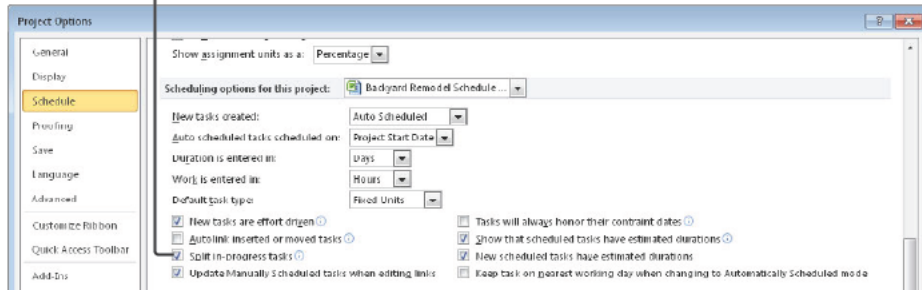 Project Options
General
Display
Schedule
Proofing
Save
Language
Advanced
Customize Ribbon
Quick Access Toolbar
Add-Ins
Show assignment units as a: Percentage
Scheduling options for this project: Backyard Remodel Schedule ...
New tasks created: Auto Scheduled
Auto scheduled tasks scheduled on: Project Start Date
Duration is entered in: Days
Work is entered in: Hours
Default task type: Fixed Units
New tasks are effort driven
Autolink inserted or moved tasks
Split in-progress tasks
Update Manually Scheduled tasks when editing links
Tasks will always honor their contraint dates
Show that scheduled tasks have estimated durations
New scheduled tasks have estimated durations
Keep task on nearest working day when changing to Automatically Scheduled mode